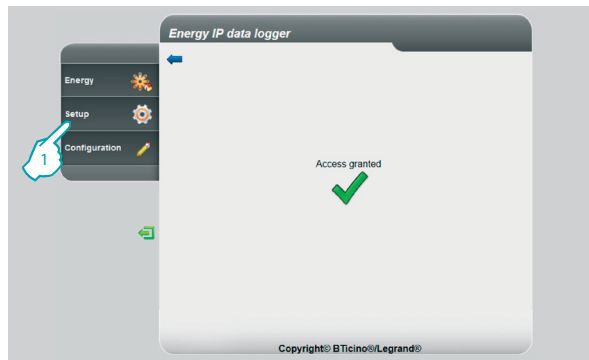 Energy IP data logger
Energy
Setup
Configuration
1
Access granted
Copyright© BTicino®/Legrand®